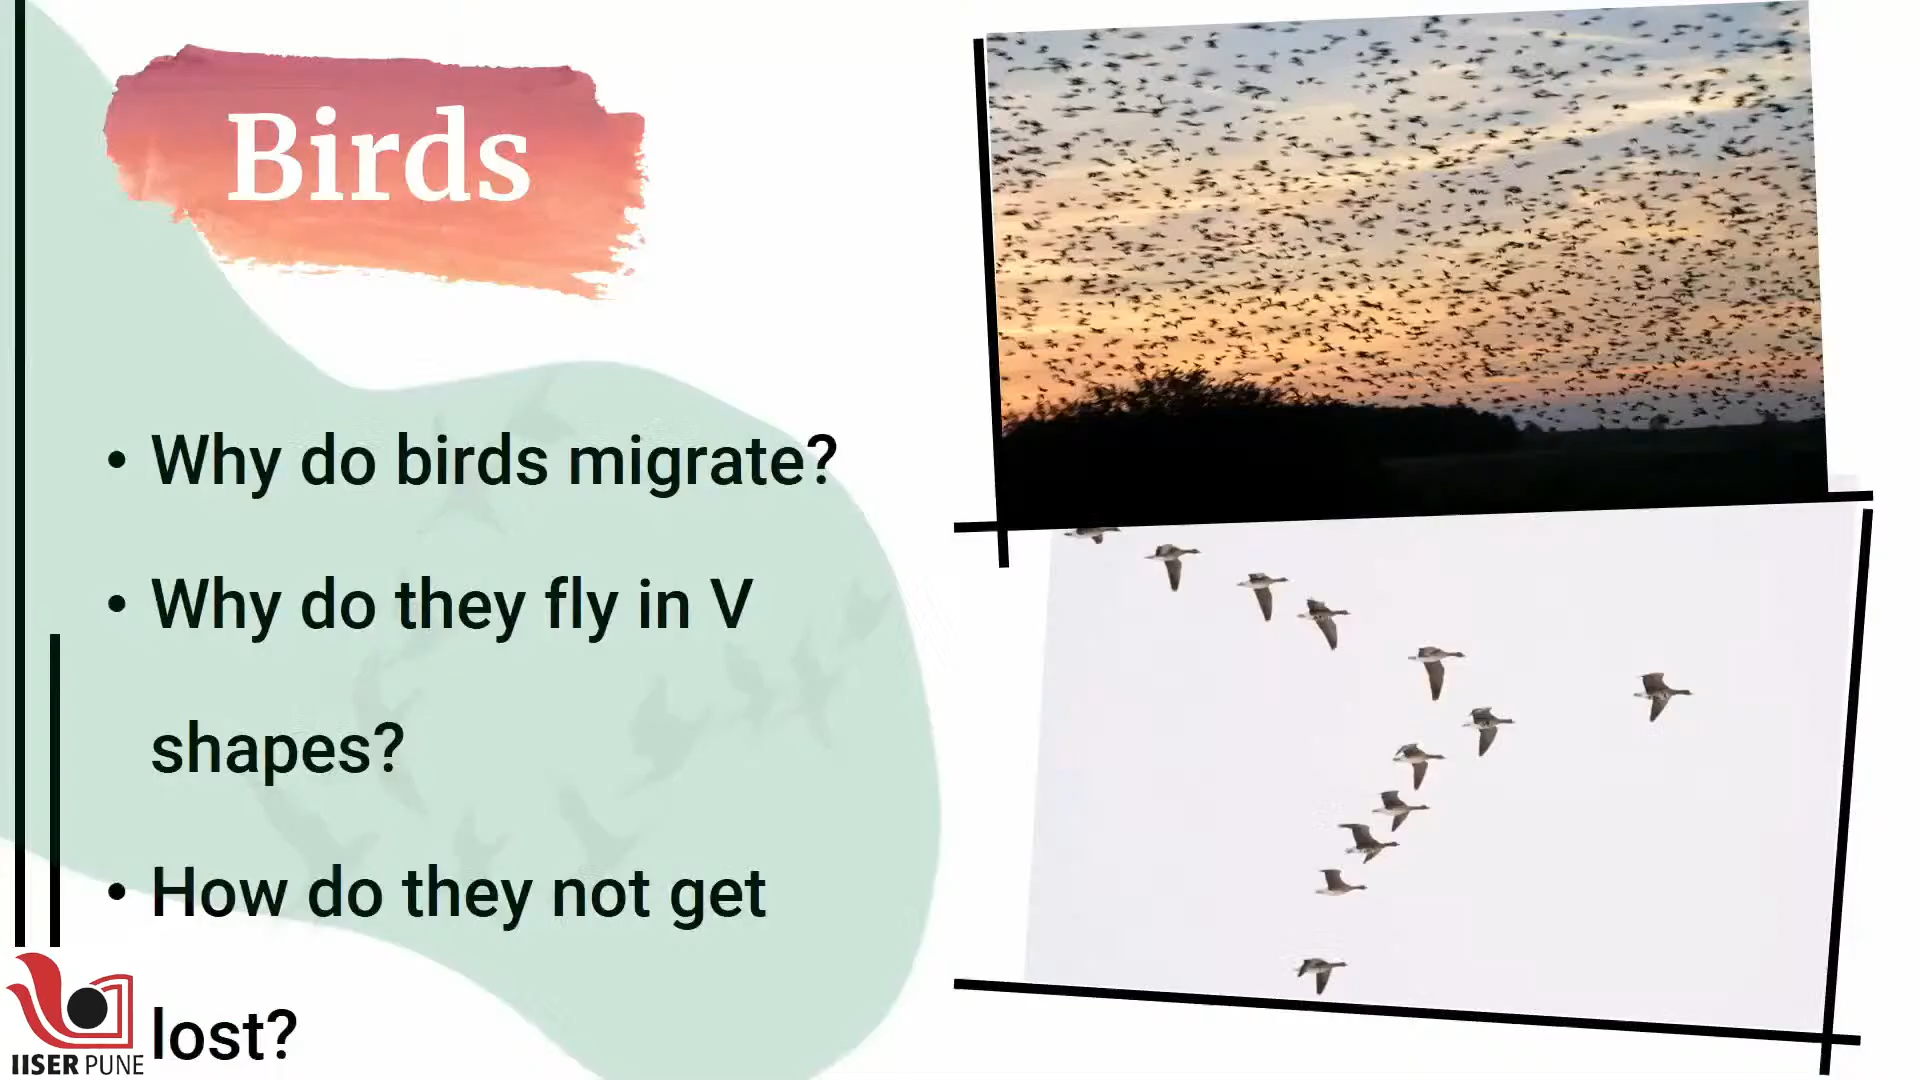 Birds
• Why do birds migrate?
• Why do they fly in V
shapes?
• How do they not get
lost?
IISER PUNE